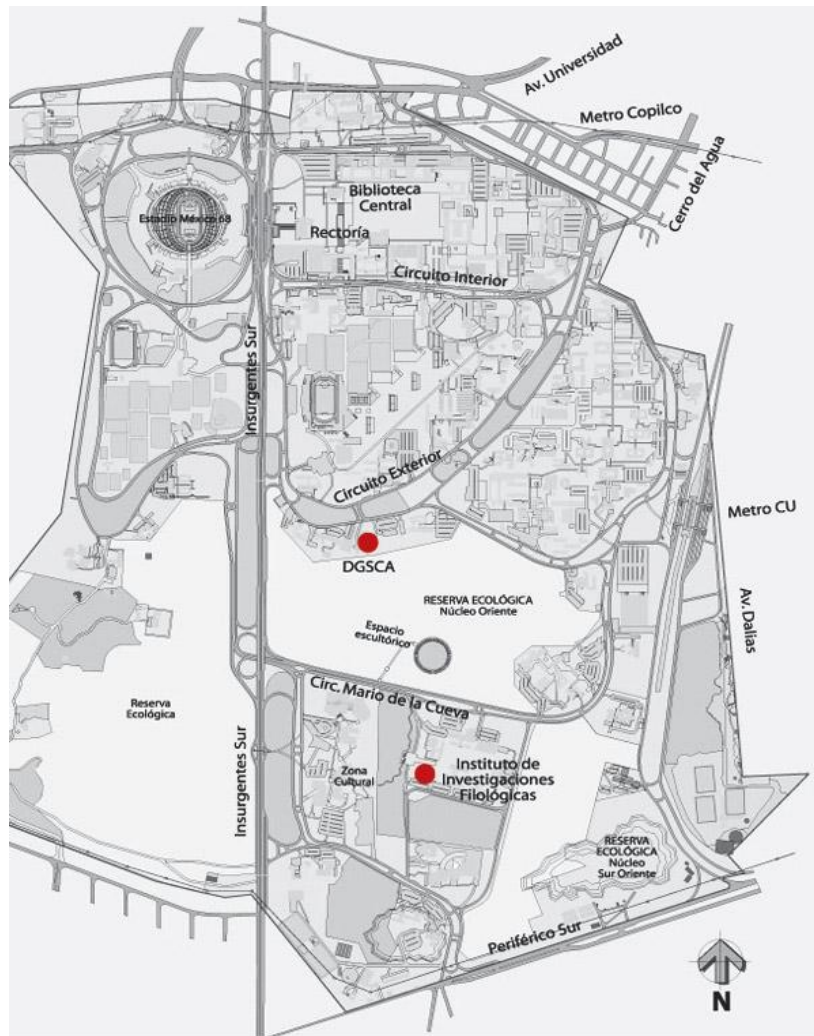 Av. Universidad
Metro Copilco
Cerro del Agua
Biblioteca
Central
Estadio México 68
Rectoría
Circuito Interior
Insurgentes Sur
Circuito Exterior
Metro CU
DGSCA
RESERVA ECOLÓGICA
Núcleo Oriente
Av. Dalias
Espacio
escultórico
Circ. Mario de la Cueva
Reserva
Ecológica
Insurgentes Sur
Zona
Cultural
Instituto de
Investigaciones
Filológicas
RESERVA
ECOLÓGICA
Núcleo
Sur Oriente
Periférico Sur
N